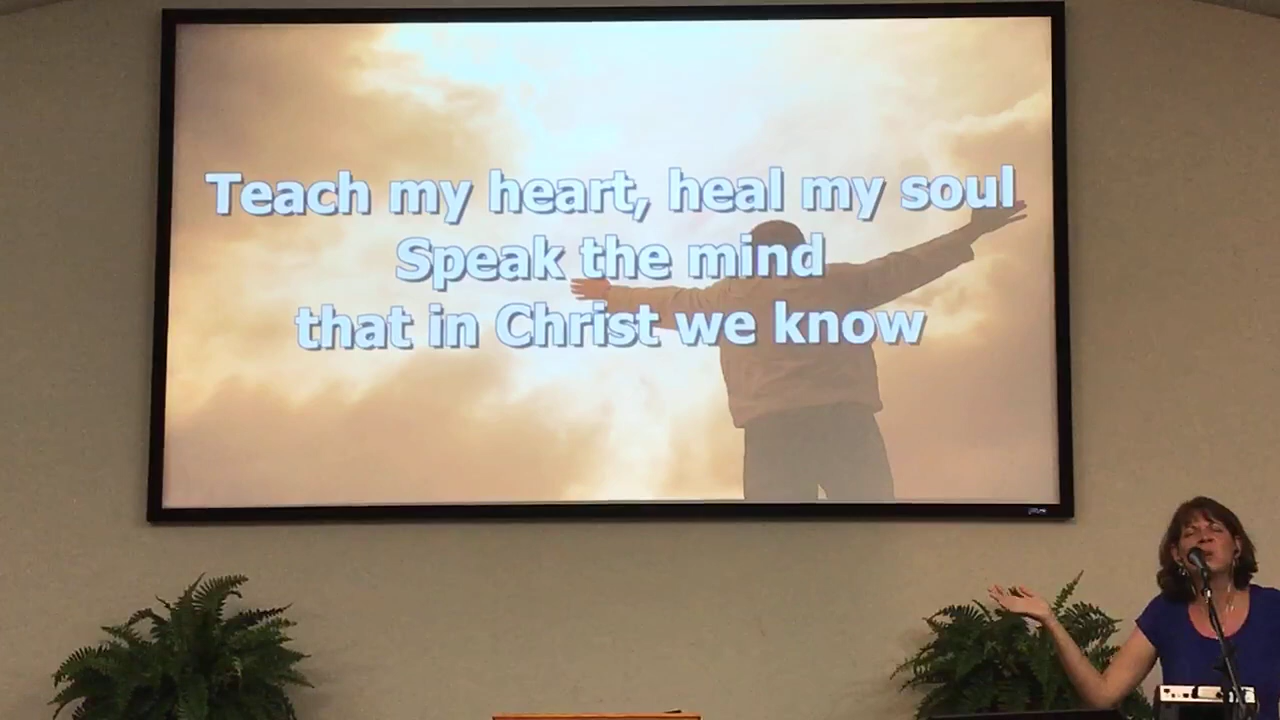 Teach my heart, heal my soul
Speak the mind
that in Christ we know